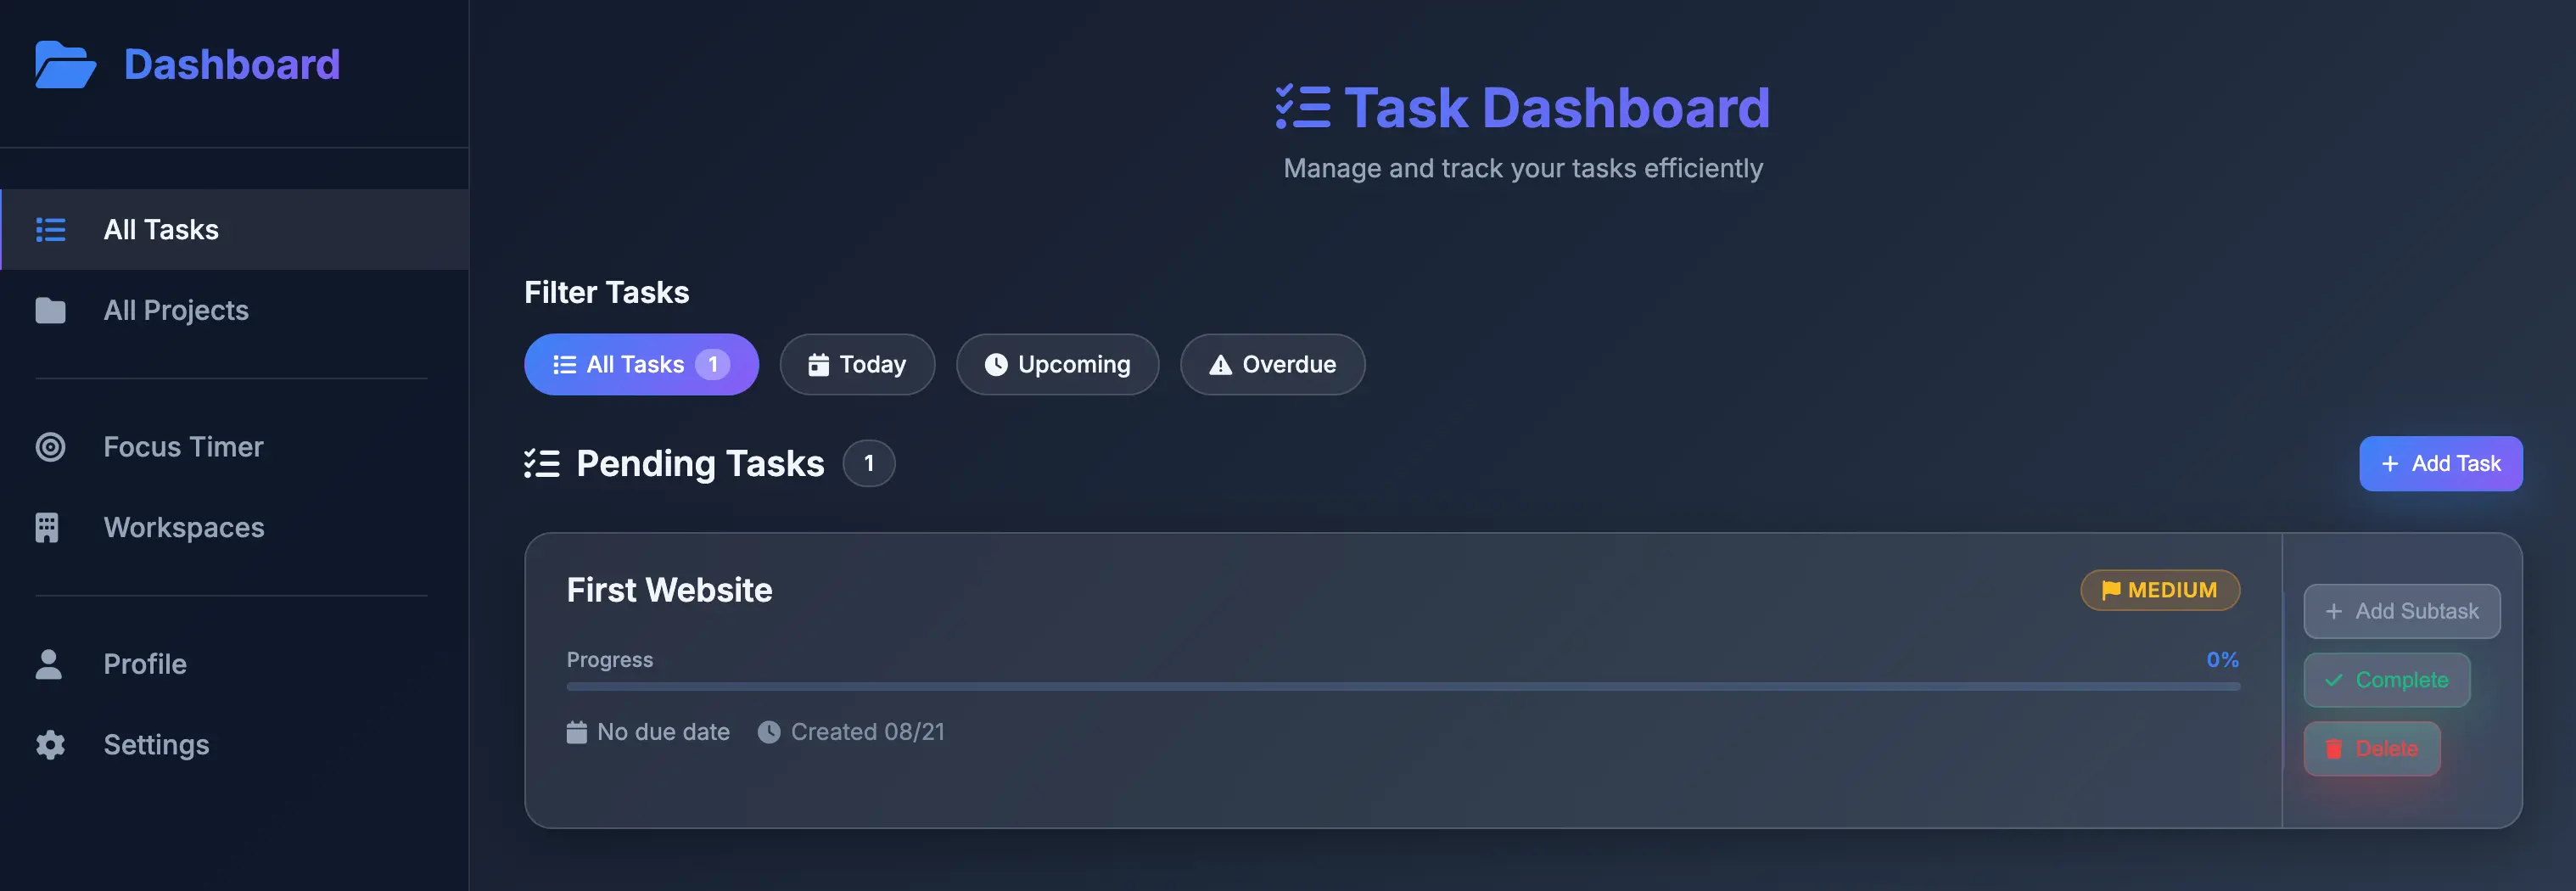 Dashboard
All Tasks
All Projects
Focus Timer
Workspaces
Profile
Settings
Task Dashboard
Manage and track your tasks efficiently
Filter Tasks
All Tasks 1 Today Upcoming Overdue
Pending Tasks 1
+ Add Task
First Website
MEDIUM
Progress 0%
No due date Created 08/21
+ Add Subtask
Complete
Delete